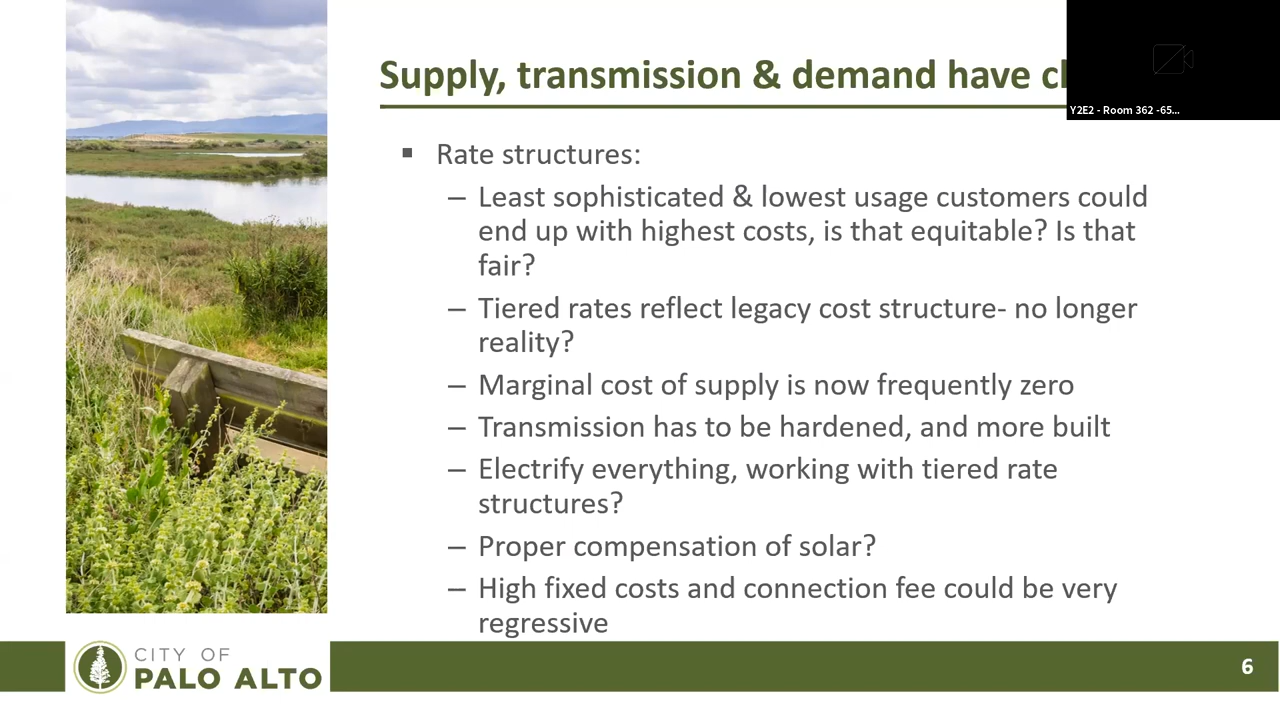 Supply, transmission & demand have
Y2E2 - Room 362 -65...
▪ Rate structures:
– Least sophisticated & lowest usage customers could
end up with highest costs, is that equitable? Is that
fair?
– Tiered rates reflect legacy cost structure- no longer
reality?
– Marginal cost of supply is now frequently zero
– Transmission has to be hardened, and more built
– Electrify everything, working with tiered rate
structures?
– Proper compensation of solar?
– High fixed costs and connection fee could be very
regressive
CITY OF
PALO ALTO
6